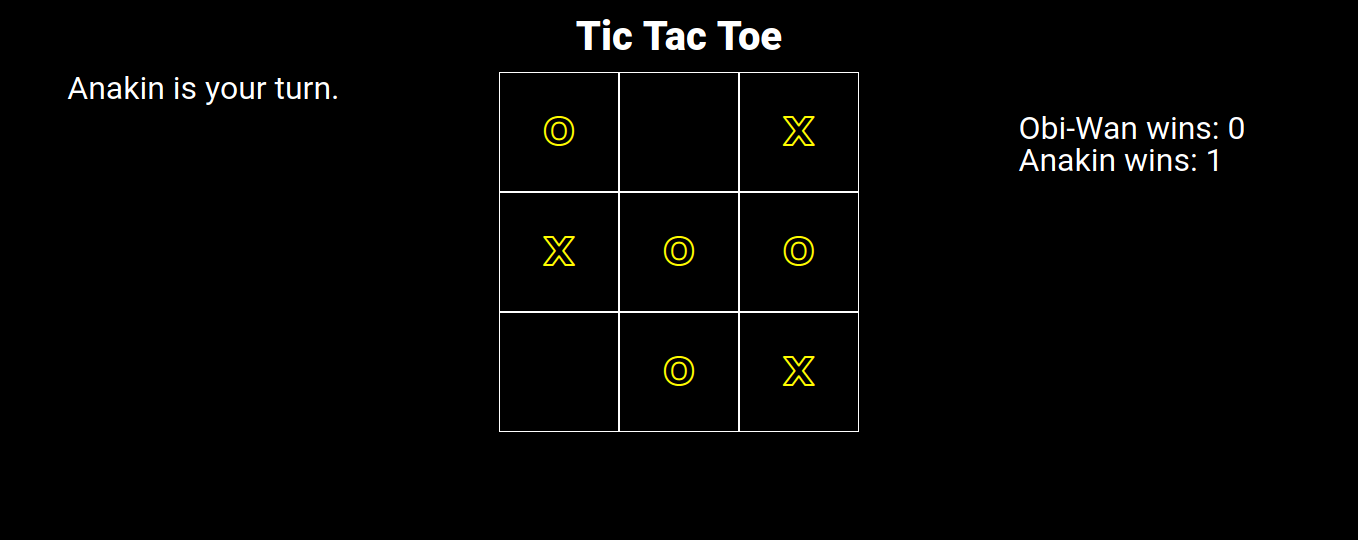 Tic Tac Toe
Anakin is your turn.
O X
X O O
O X
Obi-Wan wins: 0
Anakin wins: 1